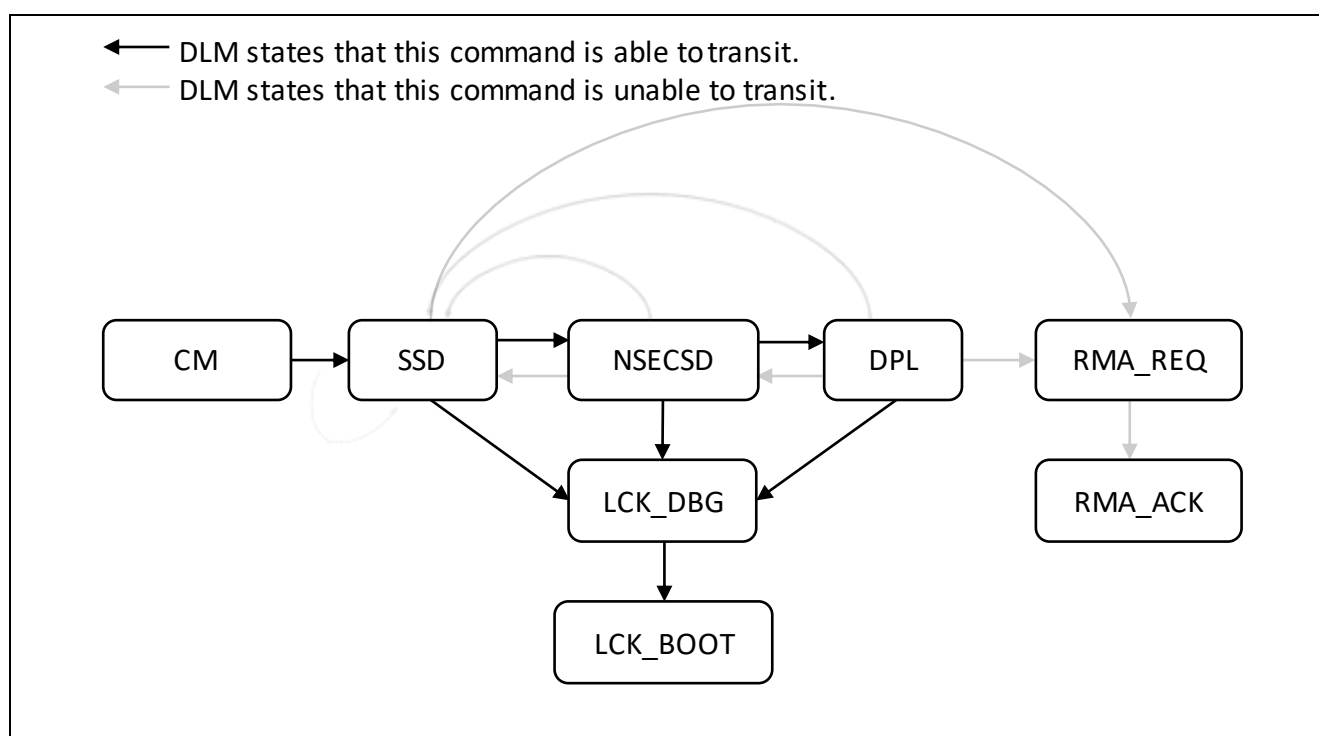 DLM states that this command is able to transit.
DLM states that this command is unable to transit.
CM
SSD
NSECSD
DPL
RMA_REQ
LCK_DBG
RMA_ACK
LCK_BOOT